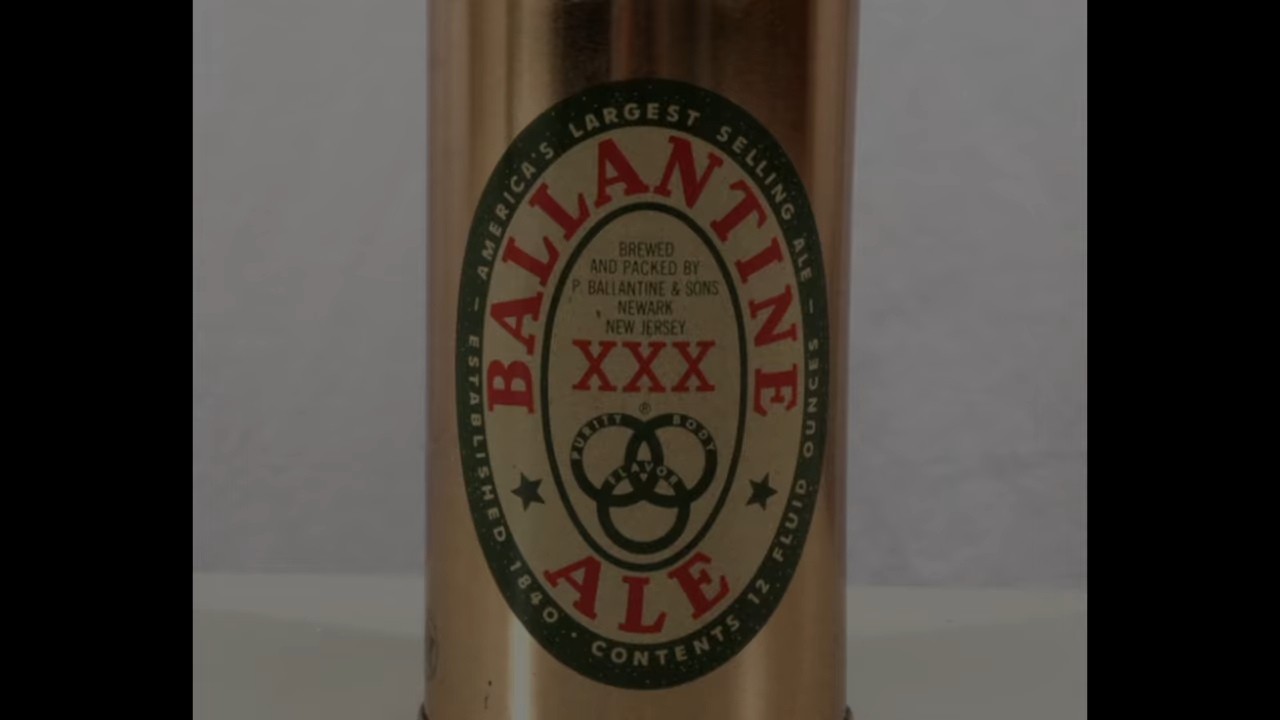 – AMERICA'S LARGEST SELLING ALE –
BALLANTINE
BREWED
AND PACKED BY
P. BALLANTINE & SONS
NEWARK
NEW JERSEY
XXX
®
PURITY BODY
FLAVOR
ALE
ESTABLISHED 1840 · CONTENTS 12 FLUID OUNCES